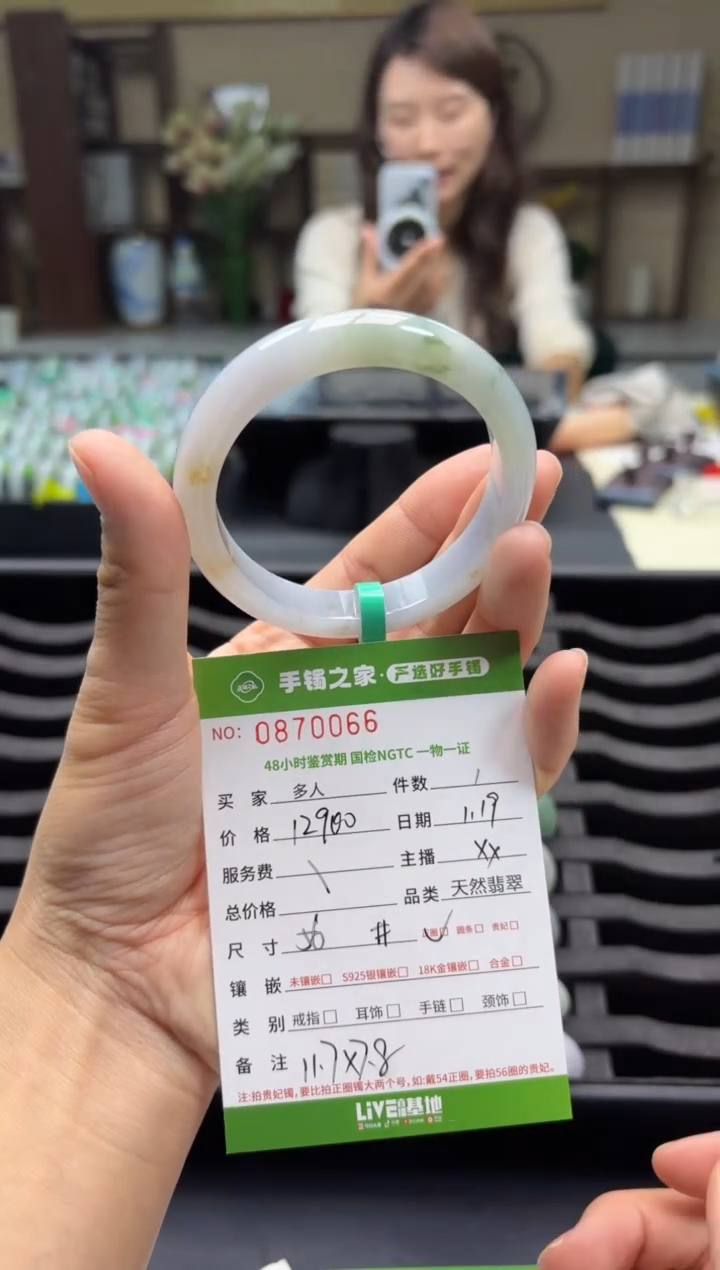 手镯之家·严选好手镯
NO: 0870066
48小时鉴赏期 国检NGTC 一物一证
买 家 多人 件数 1
价 格 12900 日期 1.19
服务费 \ 主播 XX
总价格 品类 天然翡翠
尺 寸 56 # 正圈□ 圆条□ 贵妃□
镶 嵌 未镶嵌□ S925银镶嵌□ 18K金镶嵌□ 合金□
类 别 戒指□ 耳饰□ 手链□ 颈饰□
备 注 11.7X7.8
注:拍贵妃镯,要比拍正圈镯大两个号,如:戴54正圈,要拍56圈的贵妃。
LIVE 基地